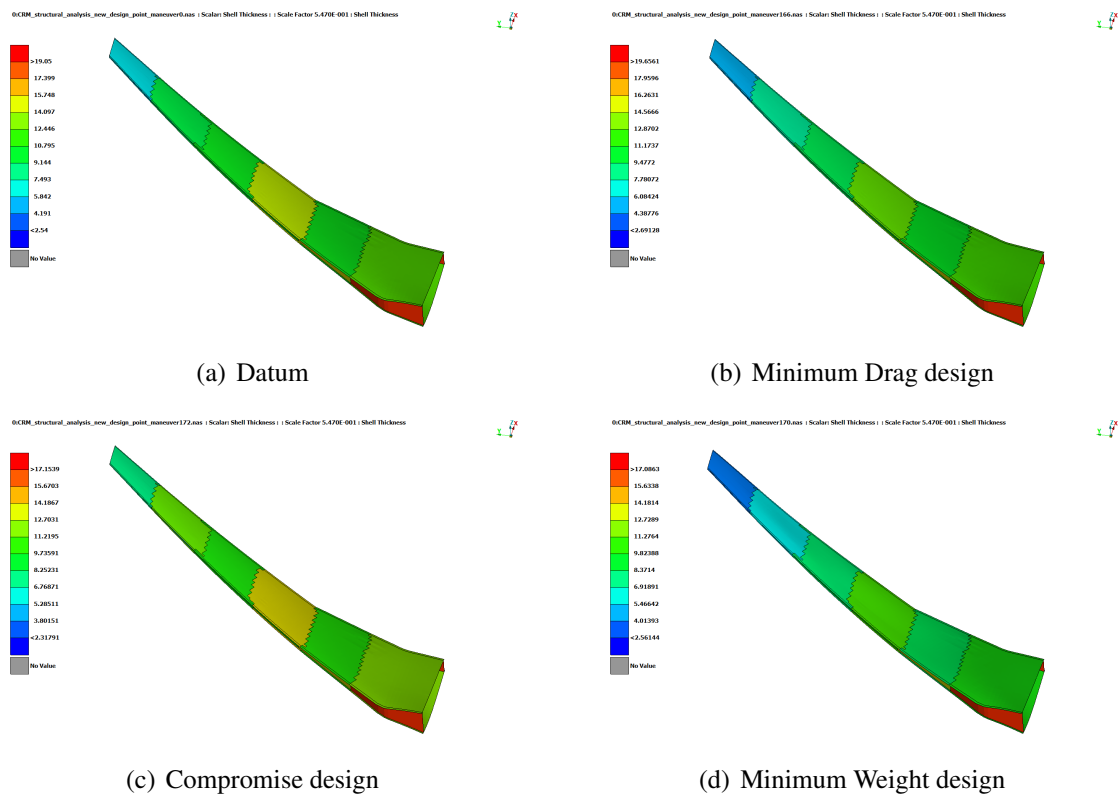 0:CRM_structural_analysis_new_design_point_maneuver0.nas : Scalar: Shell Thickness : : Scale Factor 5.470E-001 : Shell Thickness
X
Y
Z
>19.05
17.399
15.748
14.097
12.446
10.795
9.144
7.493
5.842
4.191
<2.54
No Value
(a) Datum
0:CRM_structural_analysis_new_design_point_maneuver166.nas : Scalar: Shell Thickness : : Scale Factor 5.470E-001 : Shell Thickness
X
Y
Z
>19.6561
17.9596
16.2631
14.5666
12.8702
11.1737
9.4772
7.78072
6.08424
4.38776
<2.69128
No Value
(b) Minimum Drag design
0:CRM_structural_analysis_new_design_point_maneuver172.nas : Scalar: Shell Thickness : : Scale Factor 5.470E-001 : Shell Thickness
X
Y
Z
>17.1539
15.6703
14.1867
12.7031
11.2195
9.73591
8.25231
6.76871
5.28511
3.80151
<2.31791
No Value
(c) Compromise design
0:CRM_structural_analysis_new_design_point_maneuver170.nas : Scalar: Shell Thickness : : Scale Factor 5.470E-001 : Shell Thickness
X
Y
Z
>17.0863
15.6338
14.1814
12.7289
11.2764
9.82388
8.3714
6.91891
5.46642
4.01393
<2.56144
No Value
(d) Minimum Weight design